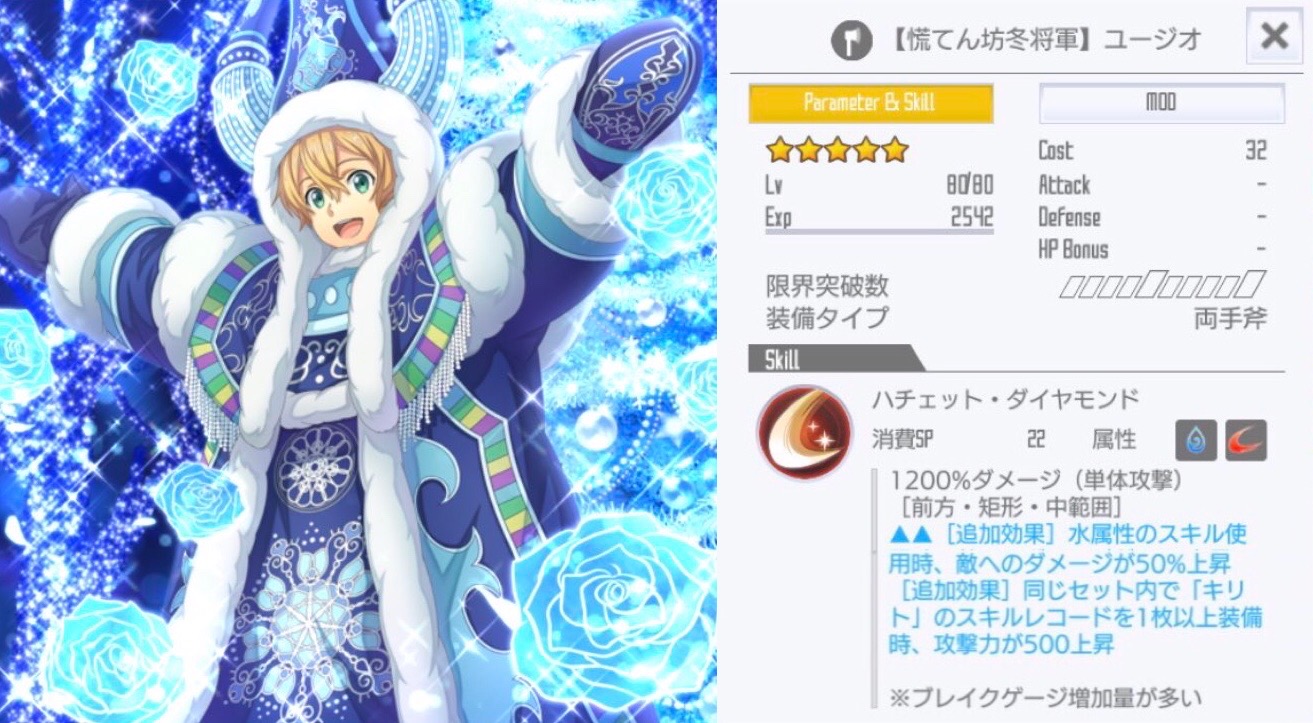 【慌てん坊冬将軍】ユージオ
Parameter & Skill
MOD
Cost 32
Lv 80/80
Attack -
Exp 2542
Defense -
HP Bonus -
限界突破数
装備タイプ 両手斧
Skill
ハチェット・ダイヤモンド
消費SP 22 属性
1200%ダメージ（単体攻撃）
［前方・矩形・中範囲］
▲▲［追加効果］水属性のスキル使
用時、敵へのダメージが50%上昇
［追加効果］同じセット内で「キリ
ト」のスキルレコードを1枚以上装備
時、攻撃力が500上昇
※ブレイクゲージ増加量が多い